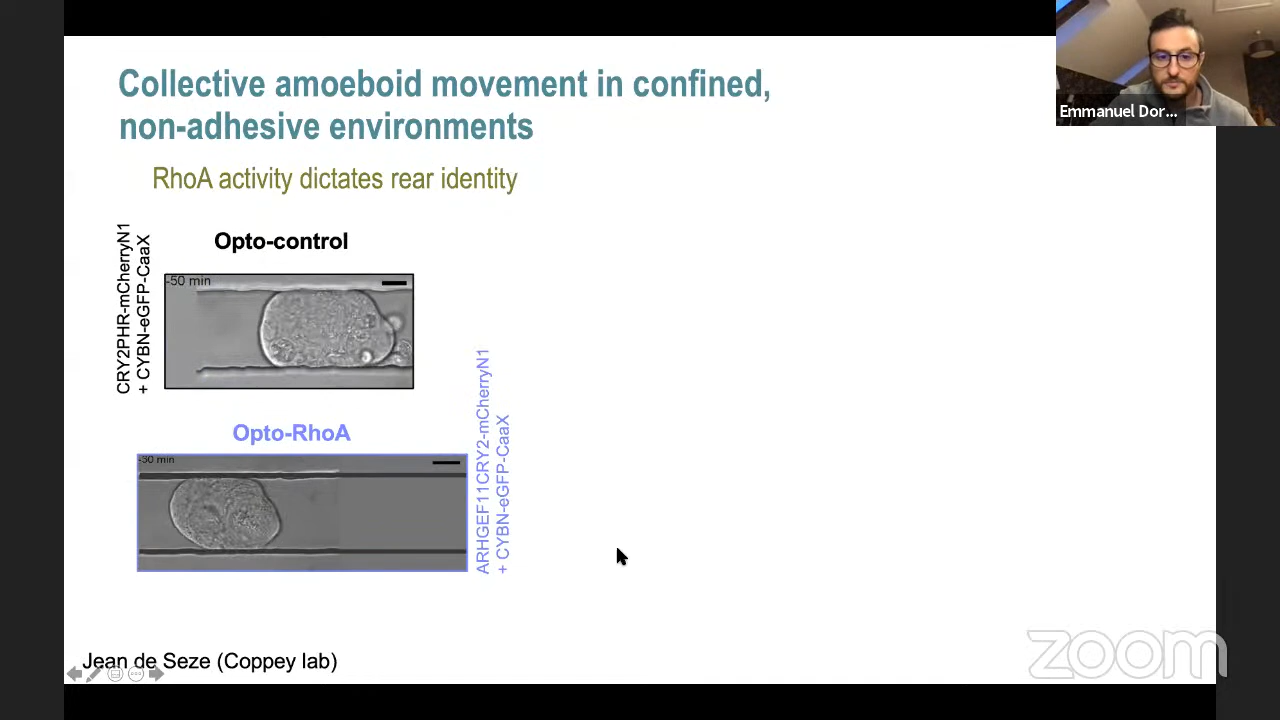 Collective amoeboid movement in confined,
non-adhesive environments
RhoA activity dictates rear identity
Opto-control
CRY2PHR-mCherryN1
+ CYBN-eGFP-CaaX
-50 min
Opto-RhoA
-30 min
ARHGEF11CRY2-mCherryN1
+ CYBN-eGFP-CaaX
Jean de Seze (Coppey lab)
Emmanuel Dor...
zoom